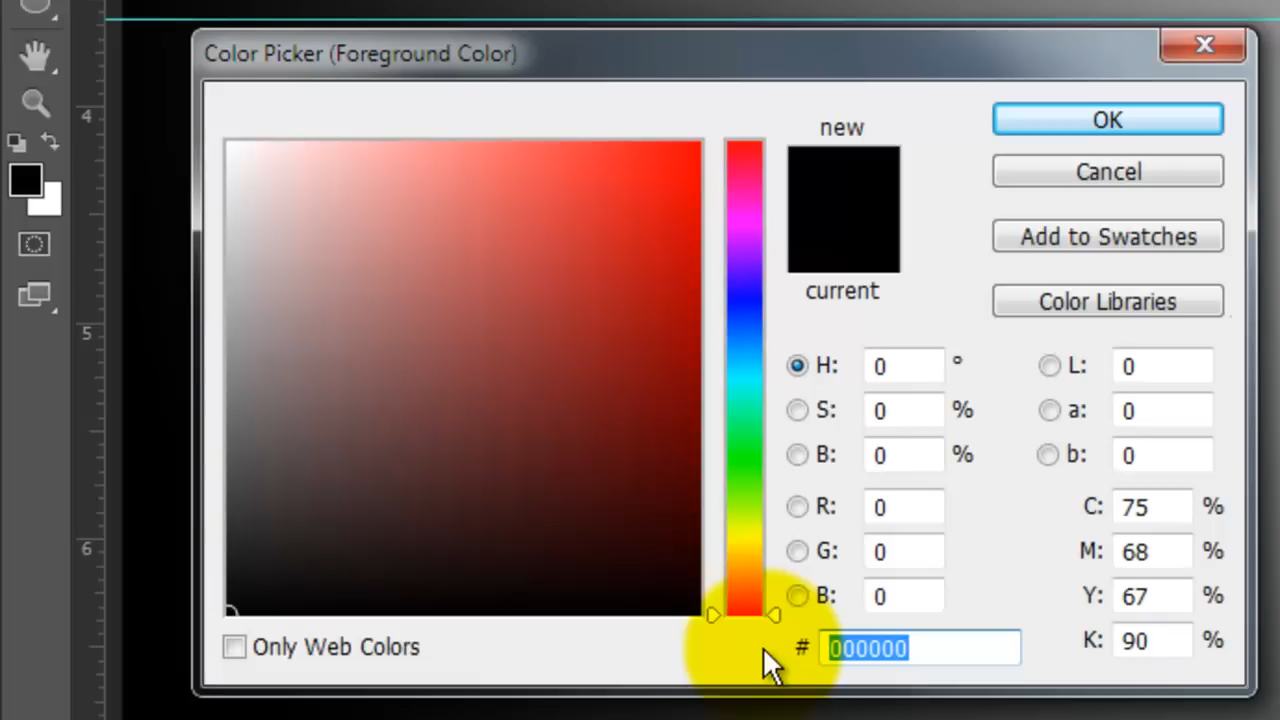 Color Picker (Foreground Color)
new
current
OK
Cancel
Add to Swatches
Color Libraries
H: 0 °
S: 0 %
B: 0 %
R: 0
G: 0
B: 0
# 000000
L: 0
a: 0
b: 0
C: 75 %
M: 68 %
Y: 67 %
K: 90 %
Only Web Colors
4
5
6